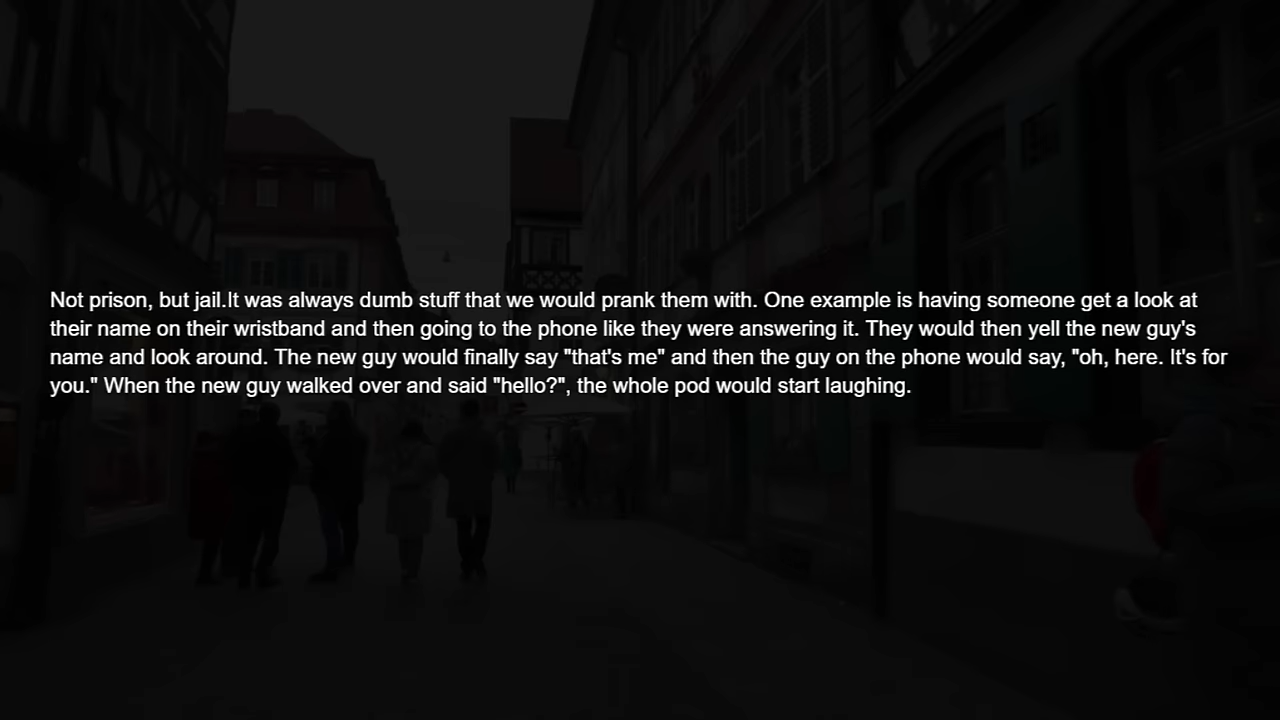 Not prison, but jail.It was always dumb stuff that we would prank them with. One example is having someone get a look at
their name on their wristband and then going to the phone like they were answering it. They would then yell the new guy's
name and look around. The new guy would finally say "that's me" and then the guy on the phone would say, "oh, here. It's for
you." When the new guy walked over and said "hello?", the whole pod would start laughing.